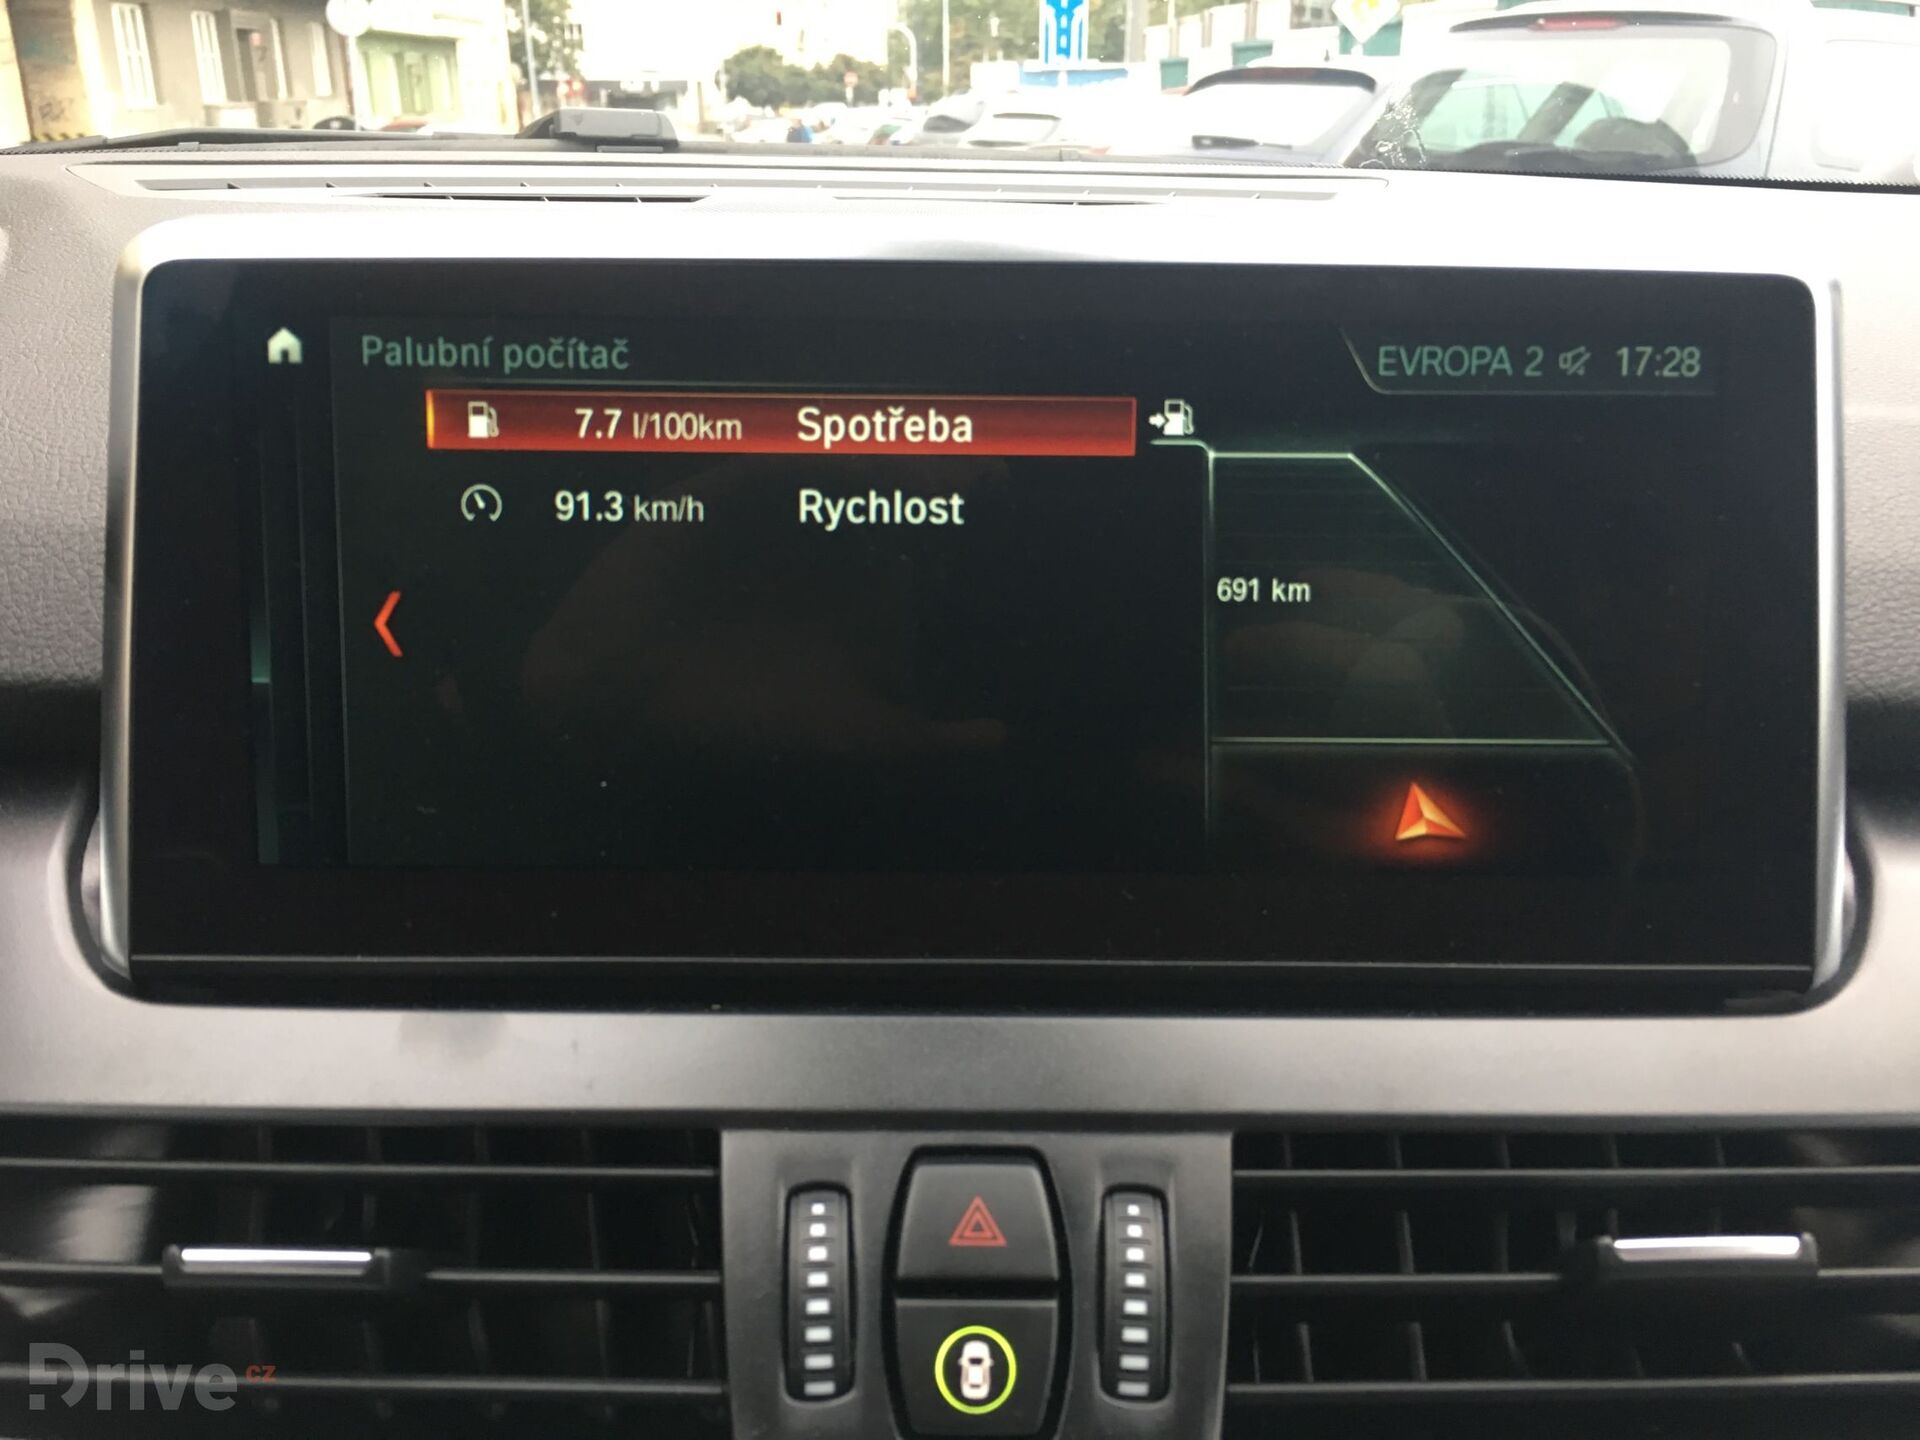 Palubní počítač
EVROPA 2 17:28
7.7 l/100km Spotřeba
91.3 km/h Rychlost
691 km
Drive cz